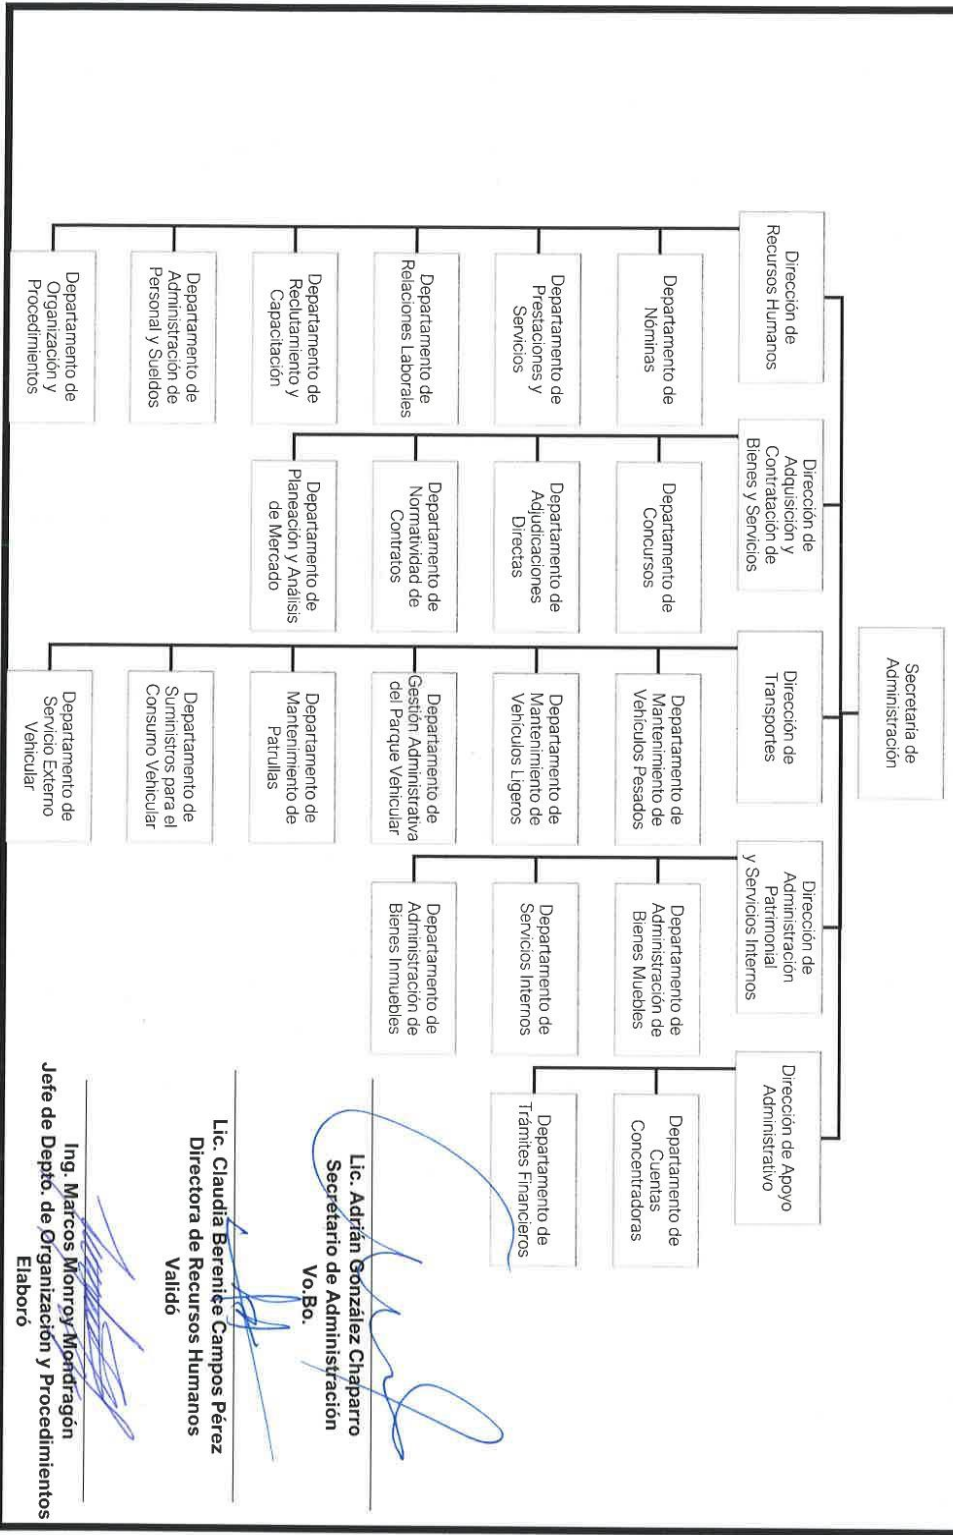 Secretaria de
Administración
Dirección de
Recursos Humanos
Departamento de
Nóminas
Departamento de
Prestaciones y
Servicios
Departamento de
Relaciones Laborales
Departamento de
Reclutamiento y
Capacitación
Departamento de
Administración de
Personal y Sueldos
Departamento de
Organización y
Procedimientos
Dirección de
Adquisición y
Contratación de
Bienes y Servicios
Departamento de
Concursos
Departamento de
Adjudicaciones
Directas
Departamento de
Normatividad de
Contratos
Departamento de
Planeación y Análisis
de Mercado
Dirección de
Transportes
Departamento de
Mantenimiento de
Vehículos Pesados
Departamento de
Mantenimiento de
Vehículos Ligeros
Departamento de
Gestión Administrativa
del Parque Vehicular
Departamento de
Mantenimiento de
Patrullas
Departamento de
Suministros para el
Consumo Vehicular
Departamento de
Servicio Externo
Vehicular
Dirección de
Administración
Patrimonial
y Servicios Internos
Departamento de
Administración de
Bienes Muebles
Departamento de
Servicios Internos
Departamento de
Administración de
Bienes Inmuebles
Dirección de Apoyo
Administrativo
Departamento de
Cuentas
Concentradoras
Departamento de
Trámites Financieros
Lic. Adrián González Chaparro
Secretario de Administración
Vo.Bo.
Lic. Claudia Berenice Campos Pérez
Directora de Recursos Humanos
Validó
Ing. Marcos Monroy Mondragón
Jefe de Depto. de Organización y Procedimientos
Elaboró